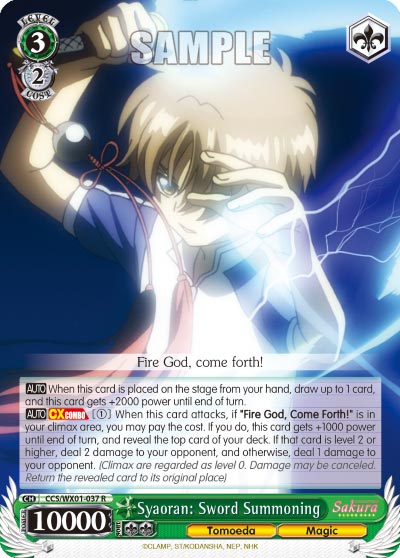 LEVEL
3
2
COST
SAMPLE
Fire God, come forth!
AUTO When this card is placed on the stage from your hand, draw up to 1 card,
and this card gets +2000 power until end of turn.
AUTO CXCOMBO [①] When this card attacks, if "Fire God, Come Forth!" is in
your climax area, you may pay the cost. If you do, this card gets +1000 power
until end of turn, and reveal the top card of your deck. If that card is level 2 or
higher, deal 2 damage to your opponent, and otherwise, deal 1 damage to
your opponent. (Climax are regarded as level 0. Damage may be canceled.
Return the revealed card to its original place)
CH CCS/WX01-037 R
Syaoran: Sword Summoning
Sakura
POWER
10000
SOUL
Tomoeda
Magic
©CLAMP, ST/KODANSHA, NEP, NHK